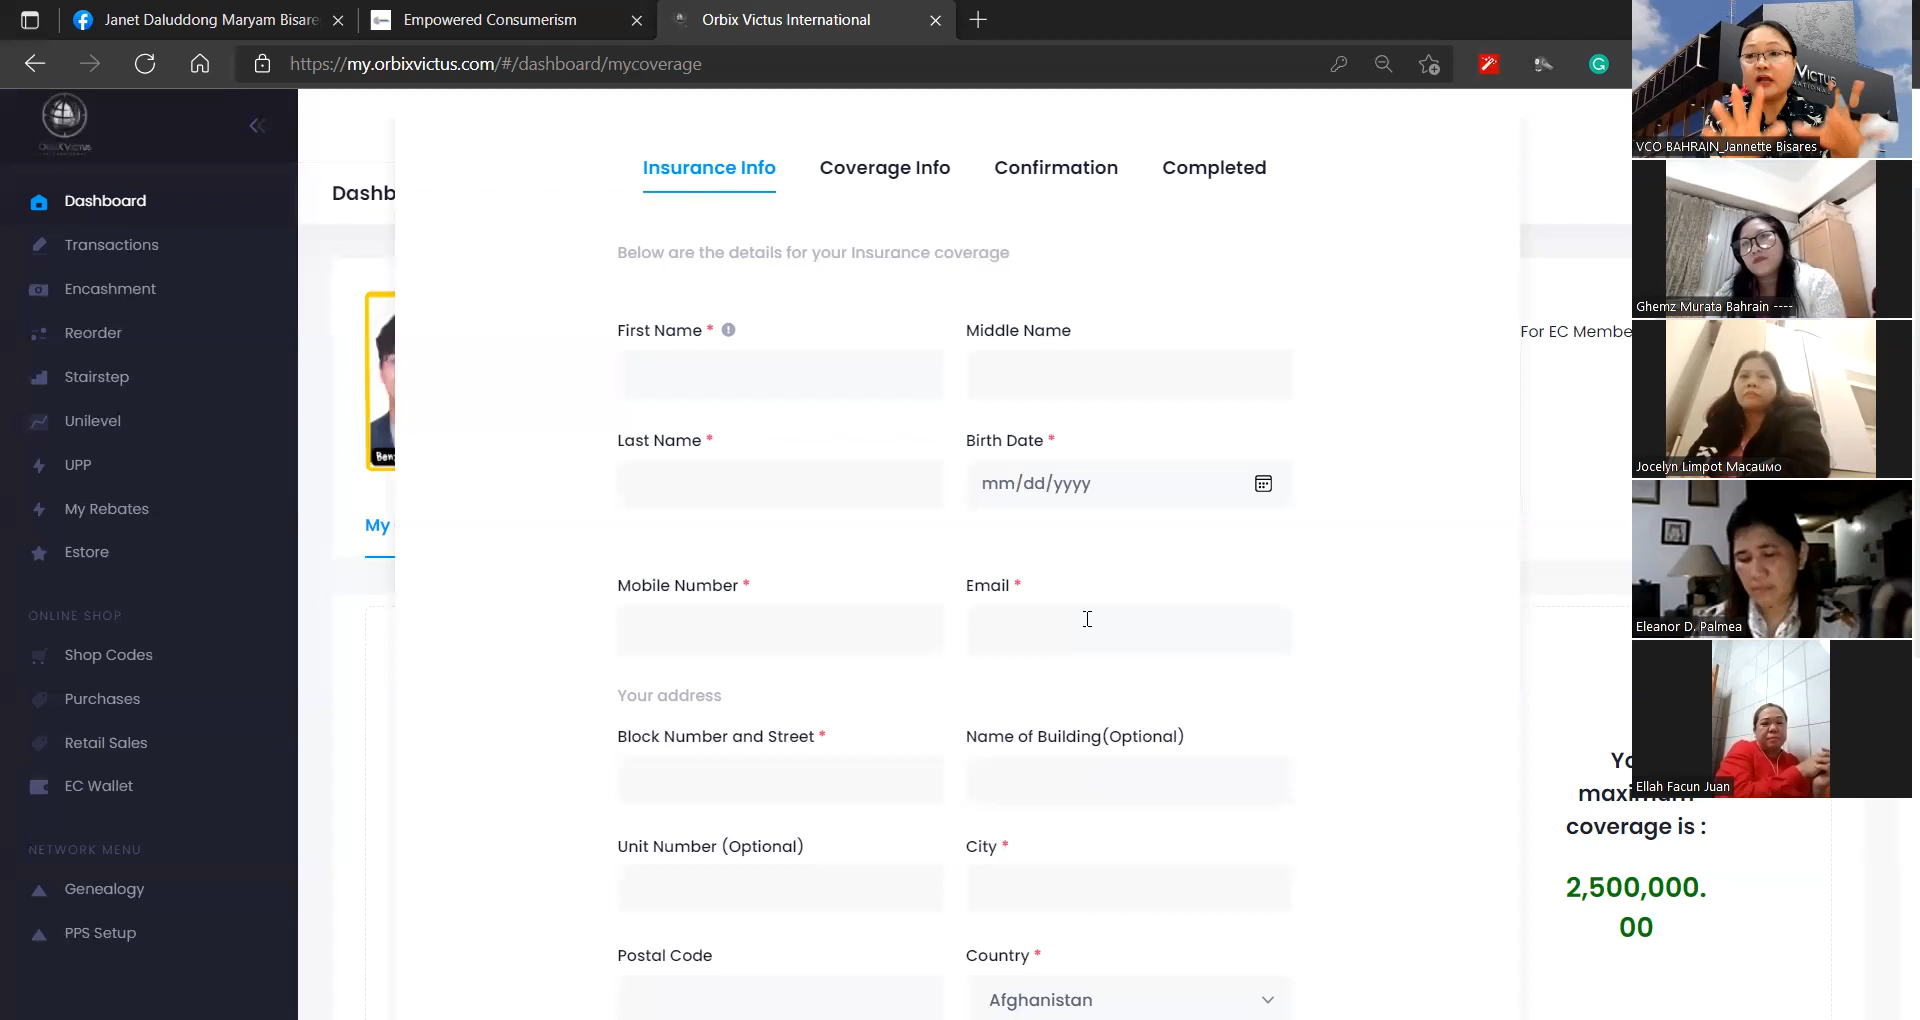 Janet Daluddong Maryam Bisare
Empowered Consumerism
Orbix Victus International
https://my.orbixvictus.com/#/dashboard/mycoverage
G
VICTUS
VCO BAHRAIN_Jannette Bisares
Insurance Info
Coverage Info
Confirmation
Completed
Dashboard
Dashb
Transactions
Below are the details for your Insurance coverage
Encashment
Ghemz Murata Bahrain ----
Reorder
First Name *
Middle Name
For EC Membe
Stairstep
Unilevel
Last Name *
Birth Date *
UPP
Ben
Jocelyn Limpot Macaumo
mm/dd/yyyy
My Rebates
My
Estore
Mobile Number *
Email *
ONLINE SHOP
Eleanor D. Palmea
Shop Codes
Purchases
Your address
Retail Sales
Block Number and Street *
Name of Building(Optional)
EC Wallet
Ellah Facun Juan
Yo
maximum
coverage is :
NETWORK MENU
Unit Number (Optional)
City *
Genealogy
2,500,000.
00
PPS Setup
Postal Code
Country *
Afghanistan